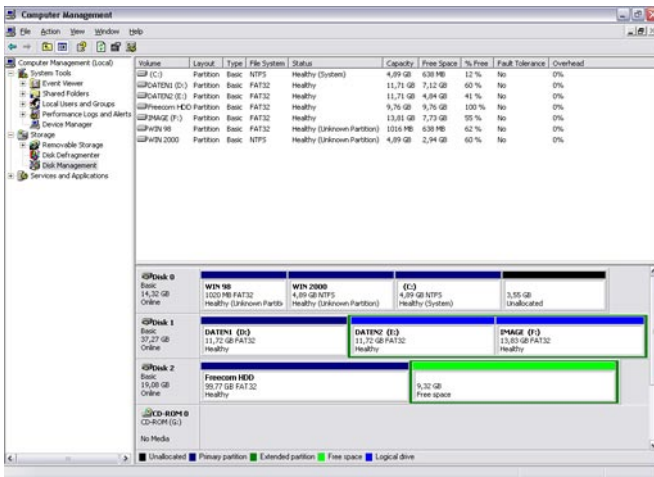 Computer Management
File Action View Window Help
Computer Management (Local)
System Tools
Event Viewer
Shared Folders
Local Users and Groups
Performance Logs and Alerts
Device Manager
Storage
Removable Storage
Disk Defragmenter
Disk Management
Services and Applications
Volume Layout Type File System Status Capacity Free Space % Free Fault Tolerance Overhead
(C:) Partition Basic NTFS Healthy (System) 4,89 GB 638 MB 12 % No 0%
DATEN1 (D:) Partition Basic FAT32 Healthy 11,71 GB 7,12 GB 60 % No 0%
DATEN2 (E:) Partition Basic FAT32 Healthy 11,71 GB 4,84 GB 41 % No 0%
Freecom HDD Partition Basic FAT32 Healthy 9,76 GB 9,76 GB 100 % No 0%
IMAGE (F:) Partition Basic FAT32 Healthy 13,81 GB 7,73 GB 55 % No 0%
WIN 98 Partition Basic FAT32 Healthy (Unknown Partition) 1016 MB 638 MB 62 % No 0%
WIN 2000 Partition Basic NTFS Healthy (Unknown Partition) 4,89 GB 2,94 GB 60 % No 0%
Disk 0
Basic
14,32 GB
Online
WIN 98
1020 MB FAT32
Healthy (Unknown Partiti
WIN 2000
4,89 GB NTFS
Healthy (Unknown Partition)
(C:)
4,89 GB NTFS
Healthy (System)
3,55 GB
Unallocated
Disk 1
Basic
37,27 GB
Online
DATEN1 (D:)
11,72 GB FAT32
Healthy
DATEN2 (E:)
11,72 GB FAT32
Healthy
IMAGE (F:)
13,83 GB FAT32
Healthy
Disk 2
Basic
19,08 GB
Online
Freecom HDD
99,77 GB FAT32
Healthy
9,32 GB
Free space
CD-ROM 0
CD-ROM (G:)
No Media
Unallocated Primary partition Extended partition Free space Logical drive